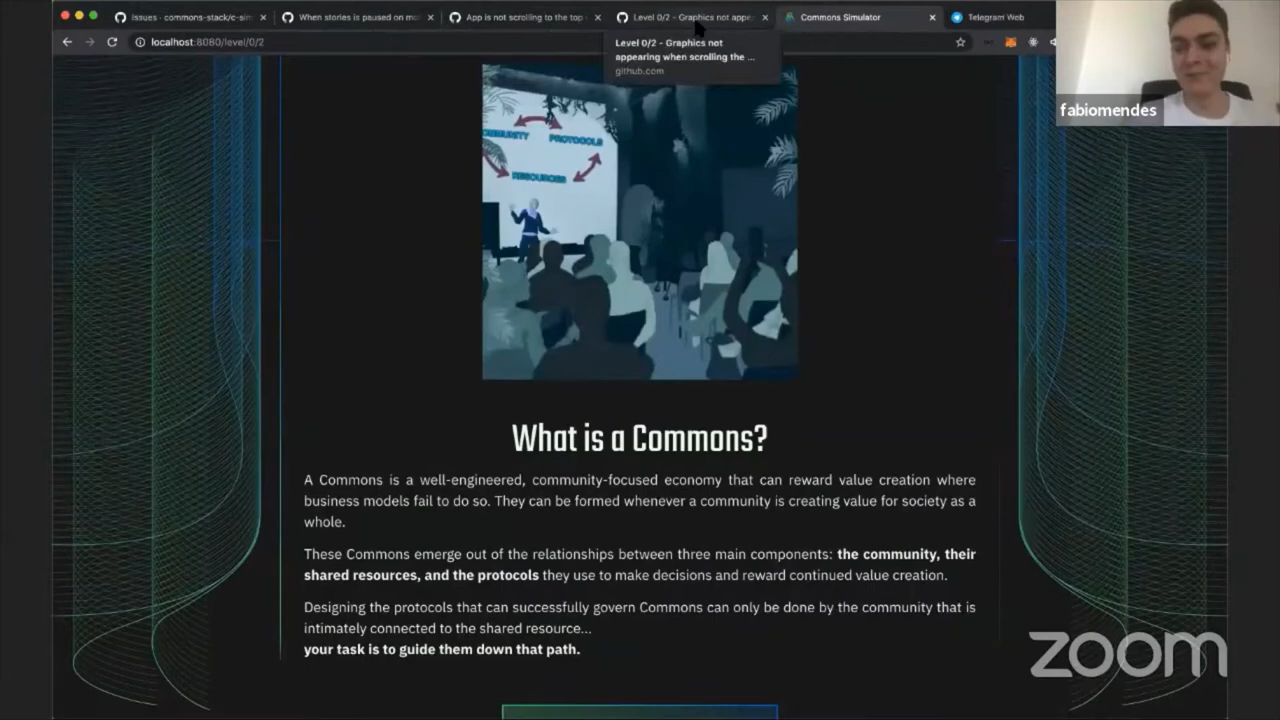 Issues · commons-stack/c-sim
When stories is paused on mo
App is not scrolling to the top
Level 0/2 - Graphics not appe
Commons Simulator
Telegram Web
localhost:8080/level/0/2
Level 0/2 - Graphics not
appearing when scrolling the ...
github.com
fabiomendes
COMMUNITY
PROTOCOLS
RESOURCES
What is a Commons?
A Commons is a well-engineered, community-focused economy that can reward value creation where
business models fail to do so. They can be formed whenever a community is creating value for society as a
whole.
These Commons emerge out of the relationships between three main components: the community, their
shared resources, and the protocols they use to make decisions and reward continued value creation.
Designing the protocols that can successfully govern Commons can only be done by the community that is
intimately connected to the shared resource...
your task is to guide them down that path.
zoom